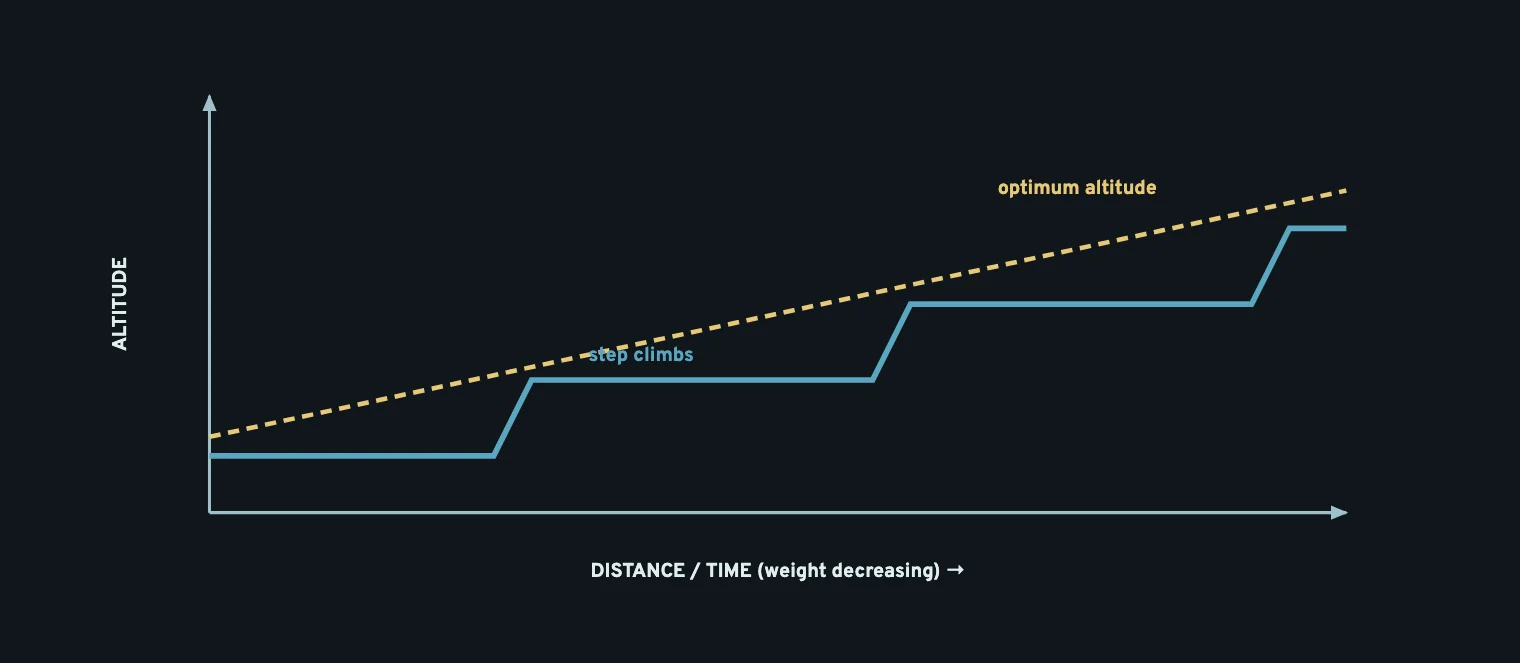 optimum altitude
ALTITUDE
step climbs
DISTANCE / TIME (weight decreasing) →